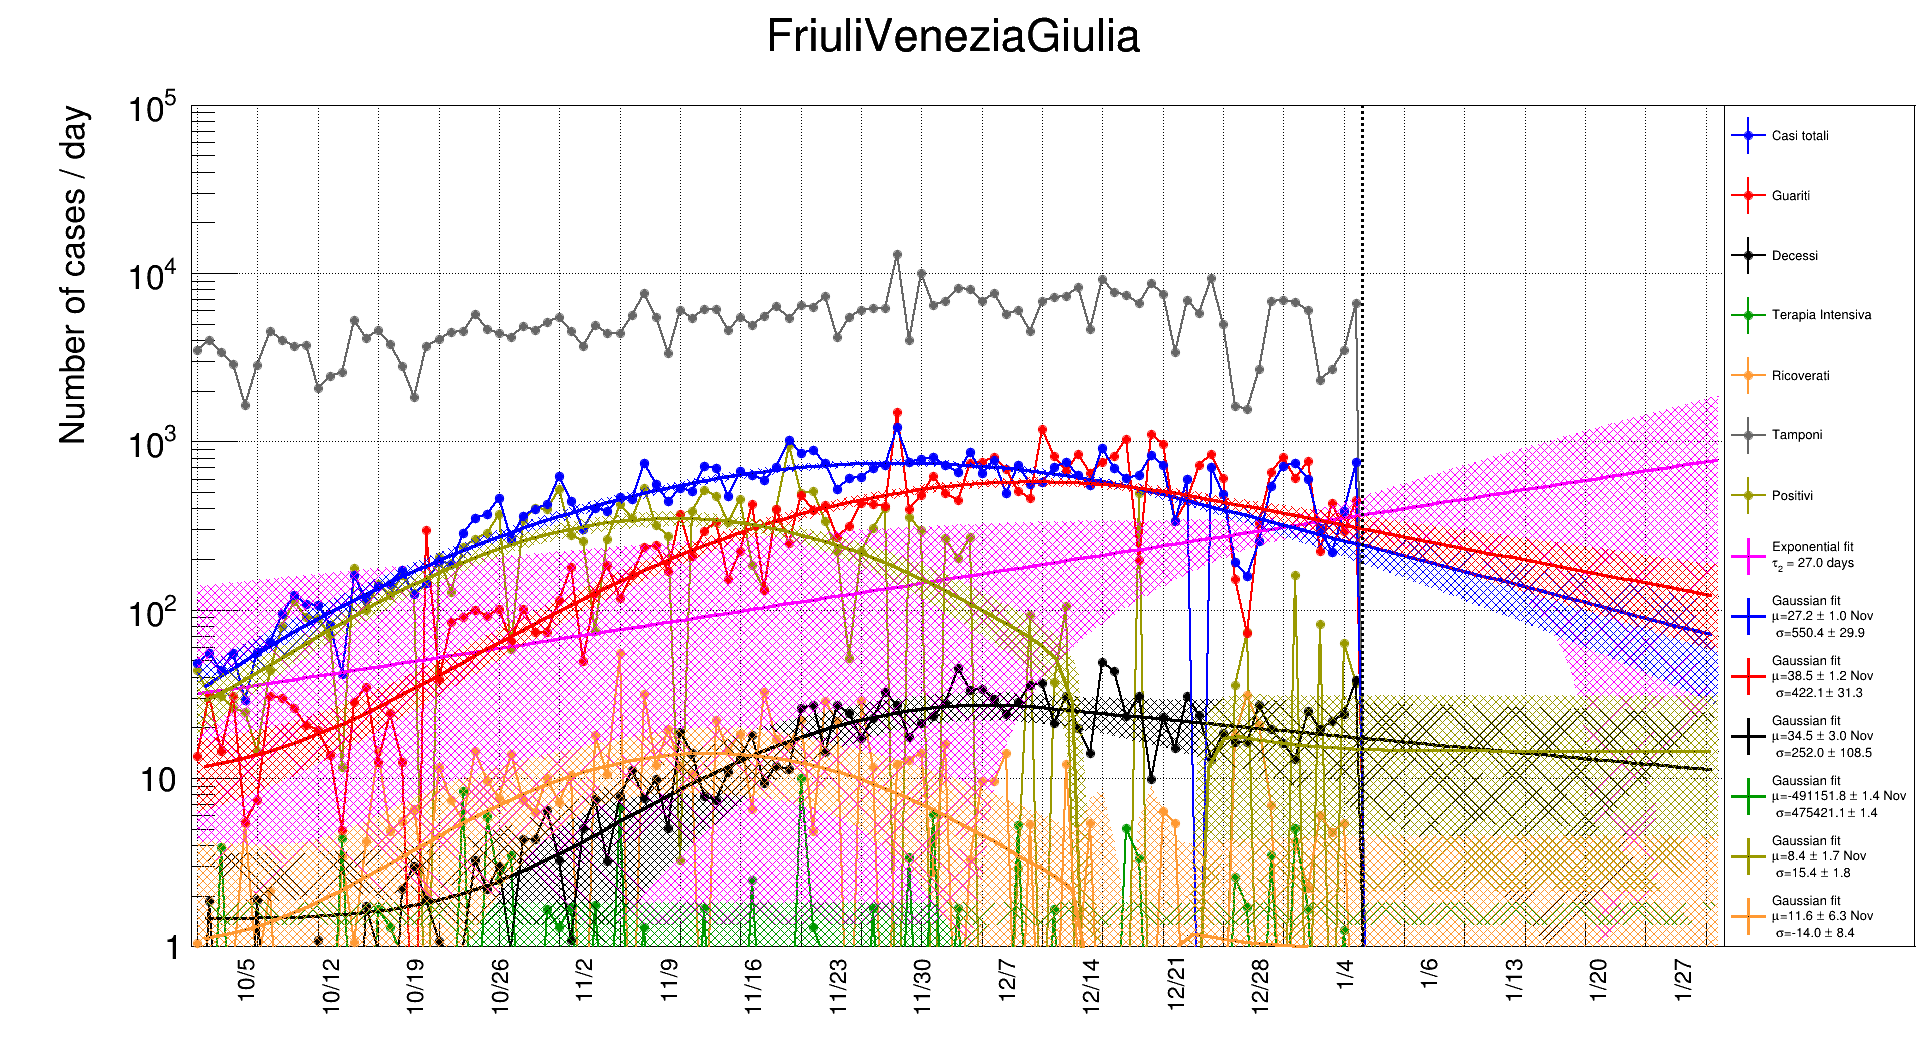 FriuliVeneziaGiulia
Number of cases / day
10^5
10^4
10^3
10^2
10
1
10/5
10/12
10/19
10/26
11/2
11/9
11/16
11/23
11/30
12/7
12/14
12/21
12/28
1/4
1/6
1/13
1/20
1/27
Casi totali
Guariti
Decessi
Terapia Intensiva
Ricoverati
Tamponi
Positivi
Exponential fit
τ₂ = 27.0 days
Gaussian fit
μ=27.2 ± 1.0 Nov
σ=550.4 ± 29.9
Gaussian fit
μ=38.5 ± 1.2 Nov
σ=422.1 ± 31.3
Gaussian fit
μ=34.5 ± 3.0 Nov
σ=252.0 ± 108.5
Gaussian fit
μ=-491151.8 ± 1.4 Nov
σ=475421.1 ± 1.4
Gaussian fit
μ=8.4 ± 1.7 Nov
σ=15.4 ± 1.8
Gaussian fit
μ=11.6 ± 6.3 Nov
σ=-14.0 ± 8.4